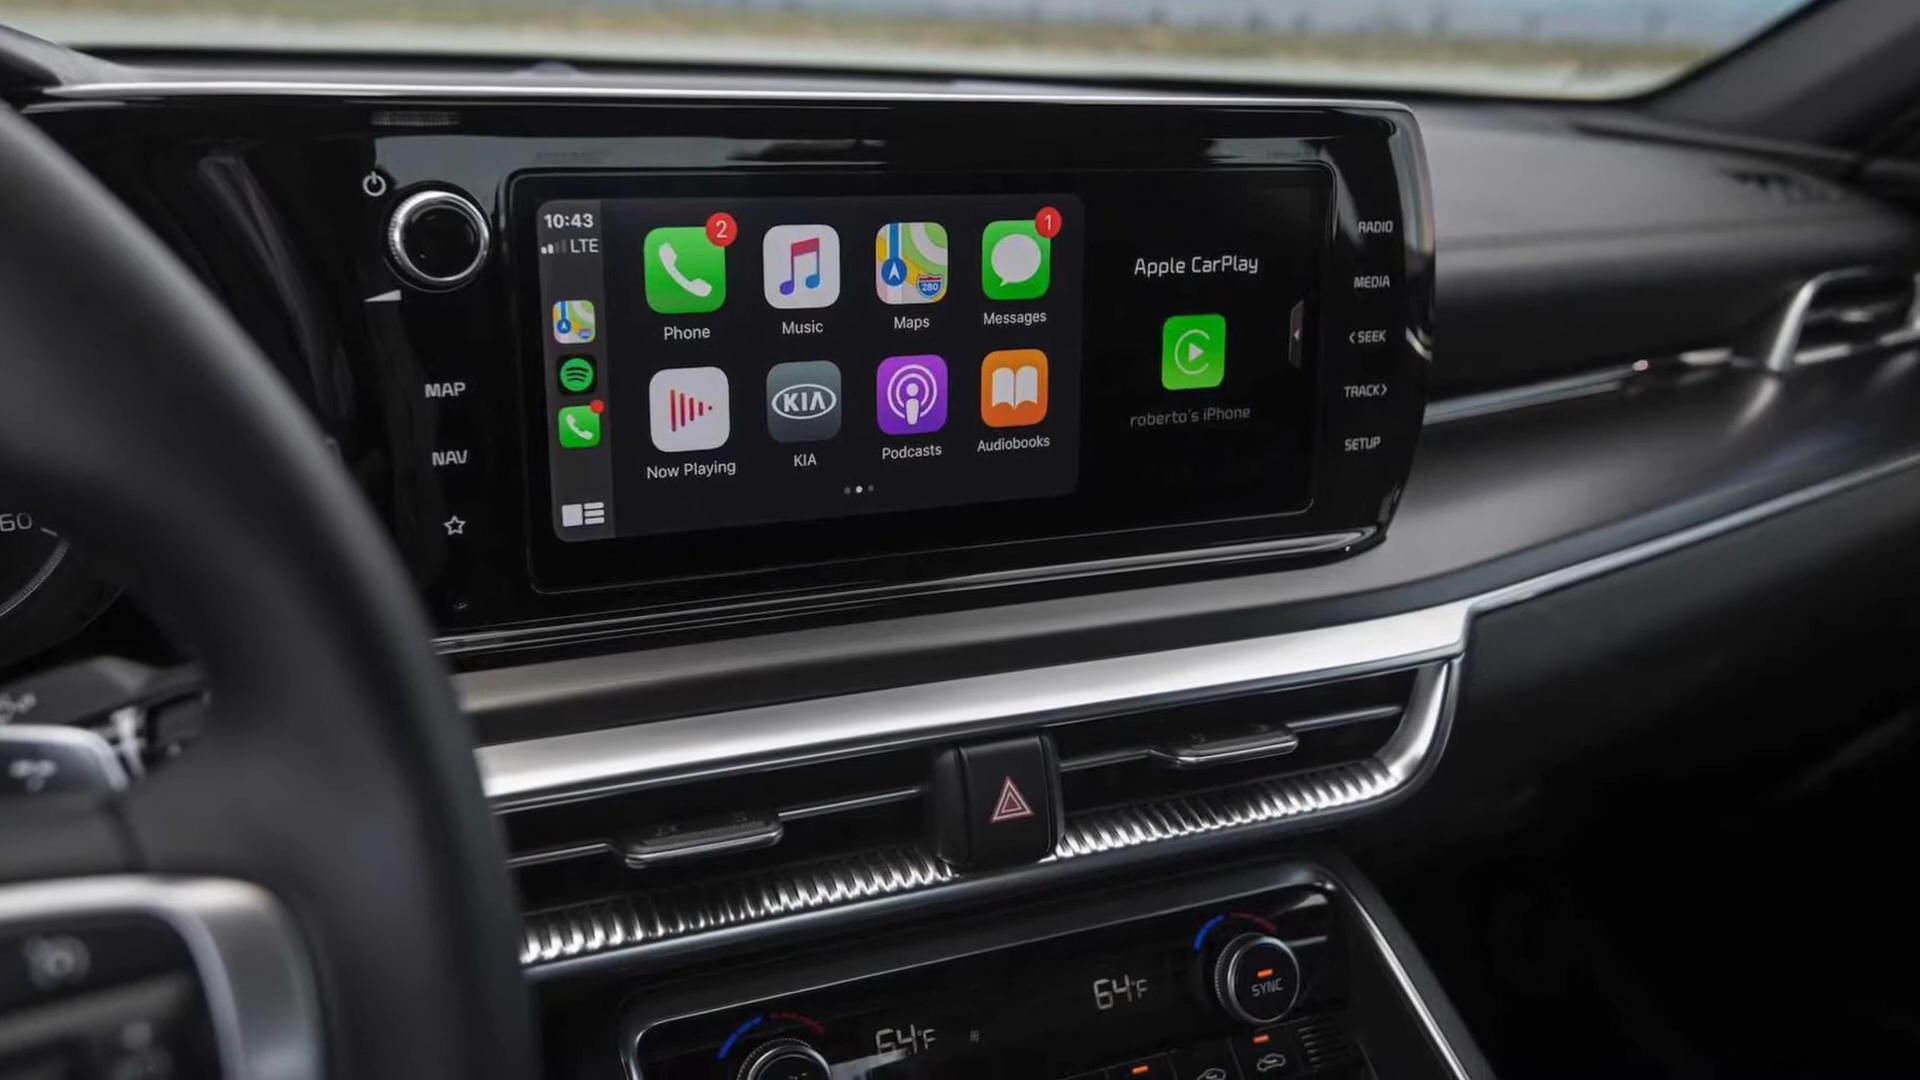 10:43
LTE
2
1
280
Phone
Music
Maps
Messages
KIA
Now Playing
KIA
Podcasts
Audiobooks
Apple CarPlay
roberto's iPhone
MAP
NAV
RADIO
MEDIA
< SEEK
TRACK >
SETUP
60
64°F
64°F
SYNC